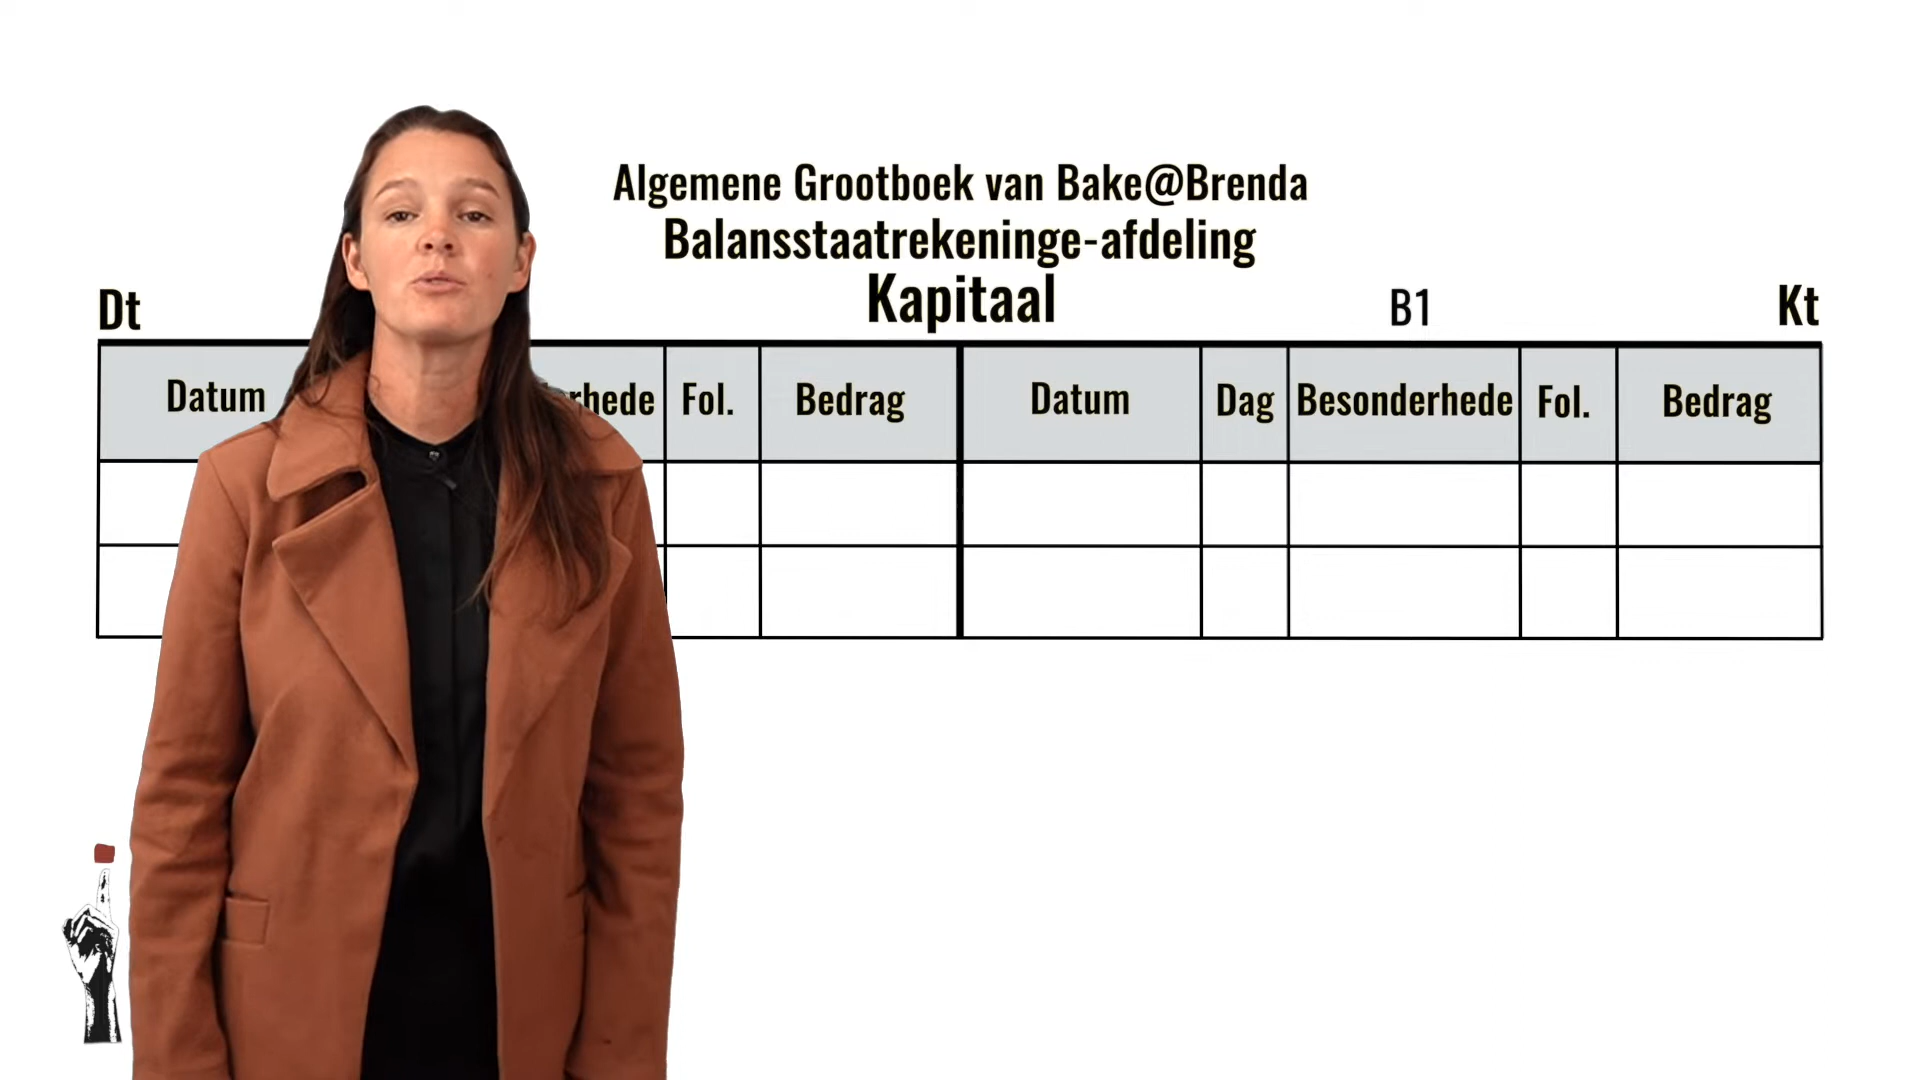 Algemene Grootboek van Bake@Brenda
Balansstaatrekeninge-afdeling
Dt Kapitaal B1 Kt
Datum Fol. Bedrag Datum Dag Besonderhede Fol. Bedrag